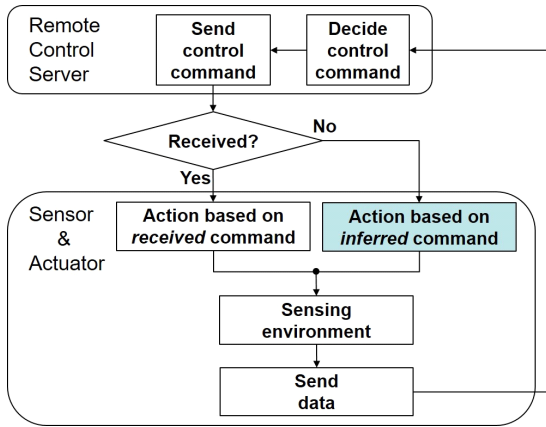 Remote
Control
Server
Send
control
command
Decide
control
command
Received?
No
Yes
Sensor
&
Actuator
Action based on
received command
Action based on
inferred command
Sensing
environment
Send
data